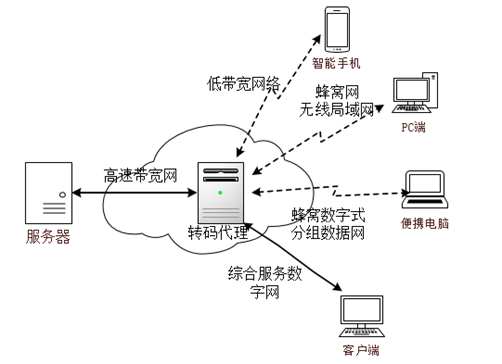 智能手机
低带宽网络
蜂窝网
无线局域网
PC端
高速带宽网
服务器
转码代理
蜂窝数字式
分组数据网
便携电脑
综合服务数
字网
客户端